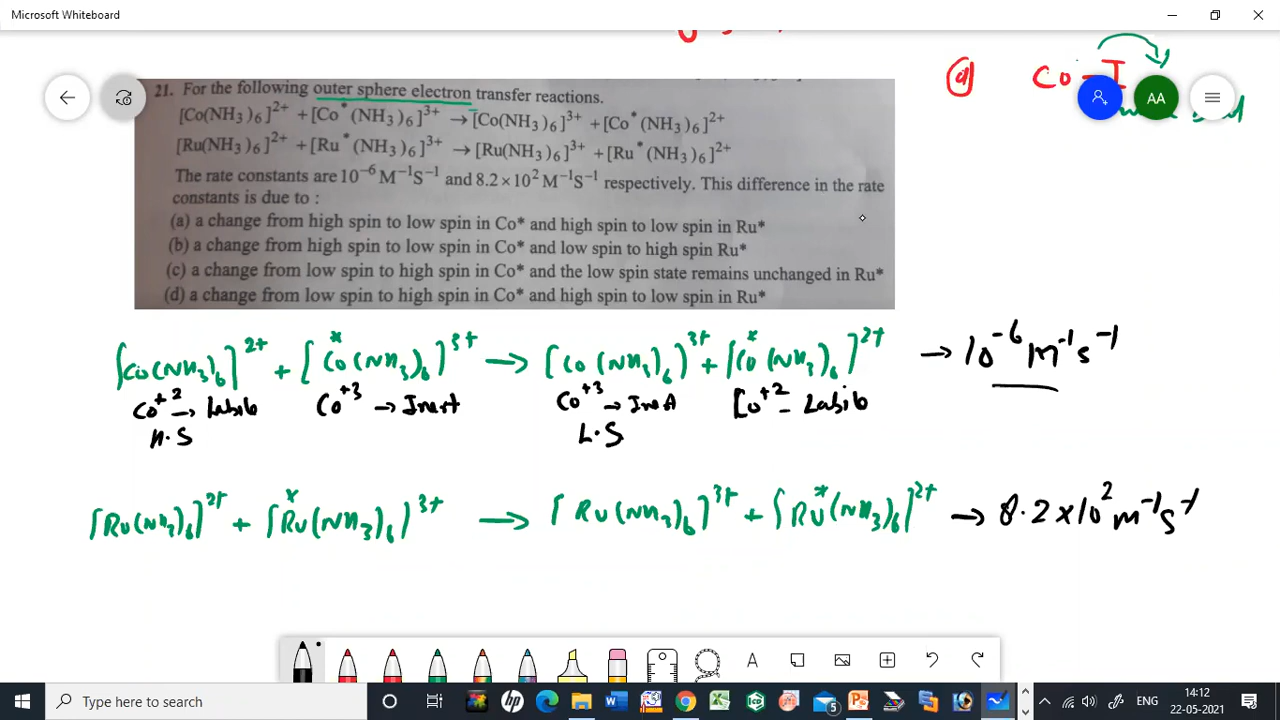 Microsoft Whiteboard
(a) Co-I
AA
21. For the following outer sphere electron transfer reactions.
[Co(NH3)6]2+ + [Co*(NH3)6]3+ → [Co(NH3)6]3+ + [Co*(NH3)6]2+
[Ru(NH3)6]2+ + [Ru*(NH3)6]3+ → [Ru(NH3)6]3+ + [Ru*(NH3)6]2+
The rate constants are 10−6 M−1S−1 and 8.2 × 102 M−1S−1 respectively. This difference in the rate
constants is due to :
(a) a change from high spin to low spin in Co* and high spin to low spin in Ru*
(b) a change from high spin to low spin in Co* and low spin to high spin Ru*
(c) a change from low spin to high spin in Co* and the low spin state remains unchanged in Ru*
(d) a change from low spin to high spin in Co* and high spin to low spin in Ru*
[Co(NH3)6]2+ + [Co*(NH3)6]3+ → [Co(NH3)6)3+ + [Co*(NH3)6]2+ → 10−6 M−1s−1
Co+2 → Labib Co+3 → Inert Co+3 → Inert [Co+2 - Labib
H.S L.S
[Ru(NH3)6]2+ + [Ru*(NH3)6]3+ → [Ru(NH3)6]3+ + [Ru*(NH3)6]2+ → 8.2 x 102 M−1s−1
Type here to search
5
ENG
14:12
22-05-2021